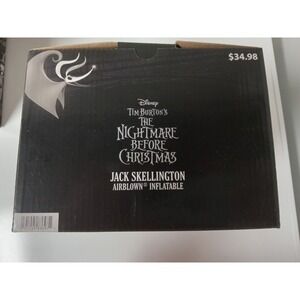 $34.98
Disney
TIM BURTON'S
THE
NIGHTMARE
BEFORE
CHRISTMAS
JACK SKELLINGTON
AIRBLOWN® INFLATABLE